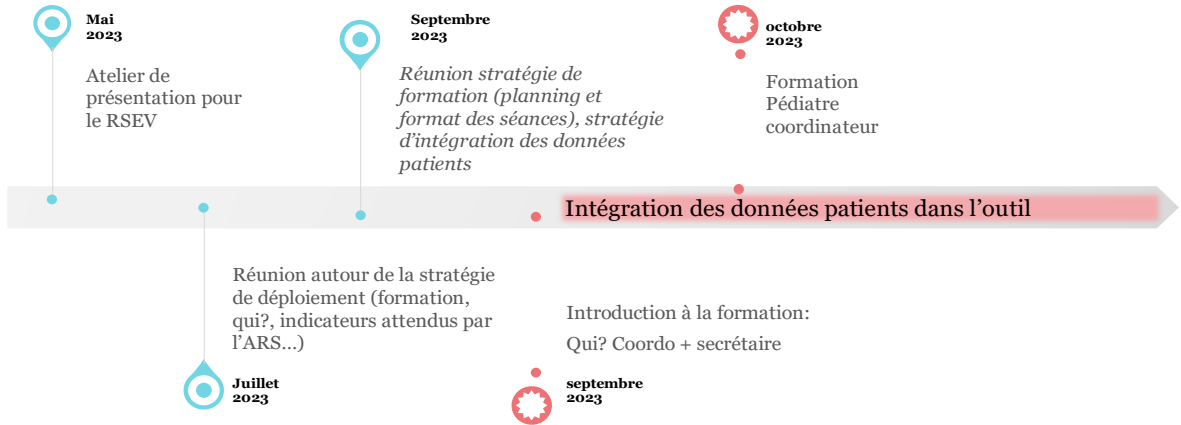 Mai
2023
Atelier de
présentation pour
le RSEV
Septembre
2023
Réunion stratégie de
formation (planning et
format des séances), stratégie
d’intégration des données
patients
octobre
2023
Formation
Pédiatre
coordinateur
Intégration des données patients dans l’outil
Réunion autour de la stratégie
de déploiement (formation,
qui?, indicateurs attendus par
l’ARS…)
Juillet
2023
Introduction à la formation:
Qui? Coordo + secrétaire
septembre
2023